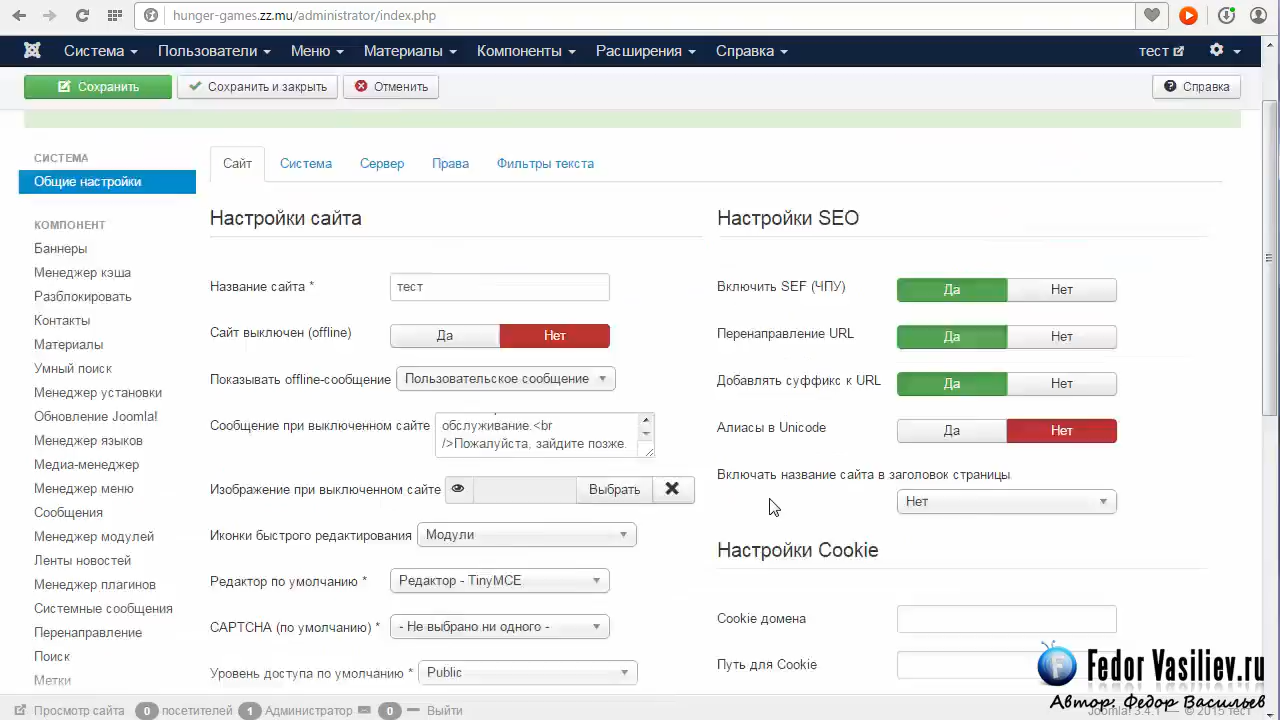 hunger-games.zz.mu/administrator/index.php
Система Пользователи Меню Материалы Компоненты Расширения Справка тест
Сохранить Сохранить и закрыть Отменить Справка
СИСТЕМА
Общие настройки
КОМПОНЕНТ
Баннеры
Менеджер кэша
Разблокировать
Контакты
Материалы
Умный поиск
Менеджер установки
Обновление Joomla!
Менеджер языков
Медиа-менеджер
Менеджер меню
Сообщения
Менеджер модулей
Ленты новостей
Менеджер плагинов
Системные сообщения
Перенаправление
Поиск
Метки
Сайт Система Сервер Права Фильтры текста
Настройки сайта
Название сайта * тест
Сайт выключен (offline) Да Нет
Показывать offline-сообщение Пользовательское сообщение
Сообщение при выключенном сайте обслуживание.<br
/>Пожалуйста, зайдите позже.
Изображение при выключенном сайте Выбрать
Иконки быстрого редактирования Модули
Редактор по умолчанию * Редактор - TinyMCE
CAPTCHA (по умолчанию) * - Не выбрано ни одного -
Уровень доступа по умолчанию * Public
Настройки SEO
Включить SEF (ЧПУ) Да Нет
Перенаправление URL Да Нет
Добавлять суффикс к URL Да Нет
Алиасы в Unicode Да Нет
Включать название сайта в заголовок страницы
Нет
Настройки Cookie
Cookie домена
Путь для Cookie
Fedor Vasiliev.ru
Автор: Федор Васильев
Просмотр сайта 0 посетителей 1 Администратор 0 Выйти
Joomla! 3.4.1 — © 2015 тест